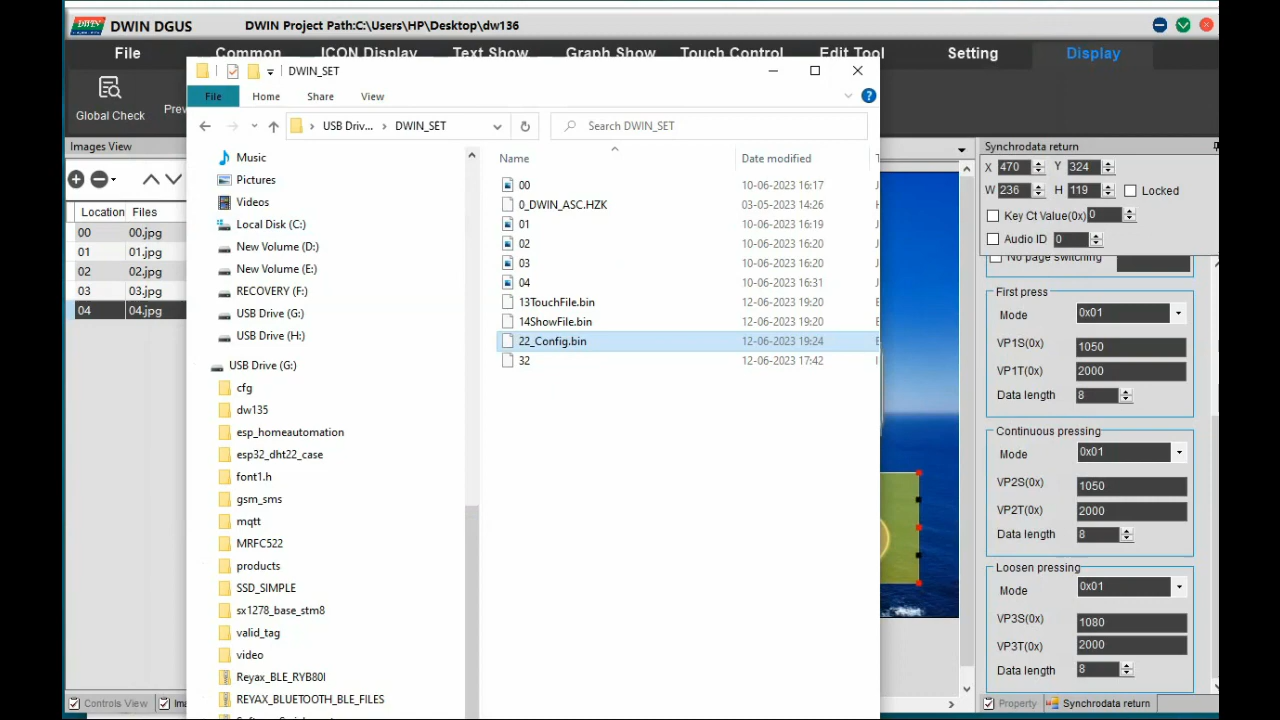 DWIN DGUS
DWIN Project Path:C:\Users\HP\Desktop\dw136
File
Common
ICON Display
Text Show
Graph Show
Touch Control
Edit Tool
Setting
Display
Global Check
Prev
DWIN_SET
File
Home
Share
View
USB Driv...
DWIN_SET
Search DWIN_SET
Images View
Location
Files
00 00.jpg
01 01.jpg
02 02.jpg
03 03.jpg
04 04.jpg
Controls View
Ima
Music
Pictures
Videos
Local Disk (C:)
New Volume (D:)
New Volume (E:)
RECOVERY (F:)
USB Drive (G:)
USB Drive (H:)
USB Drive (G:)
cfg
dw135
esp_homeautomation
esp32_dht22_case
font1.h
gsm_sms
mqtt
MRFC522
products
SSD_SIMPLE
sx1278_base_stm8
valid_tag
video
Reyax_BLE_RYB80I
REYAX_BLUETOOTH_BLE_FILES
Name Date modified
00 10-06-2023 16:17
0_DWIN_ASC.HZK 03-05-2023 14:26
01 10-06-2023 16:19
02 10-06-2023 16:20
03 10-06-2023 16:20
04 10-06-2023 16:31
13TouchFile.bin 12-06-2023 19:20
14ShowFile.bin 12-06-2023 19:20
22_Config.bin 12-06-2023 19:24
32 12-06-2023 17:42
Synchrodata return
X 470 Y 324
W 236 H 119 Locked
Key Ct Value(0x) 0
Audio ID 0
No page switching
First press
Mode 0x01
VP1S(0x) 1050
VP1T(0x) 2000
Data length 8
Continuous pressing
Mode 0x01
VP2S(0x) 1050
VP2T(0x) 2000
Data length 8
Loosen pressing
Mode 0x01
VP3S(0x) 1080
VP3T(0x) 2000
Data length 8
Property
Synchrodata return